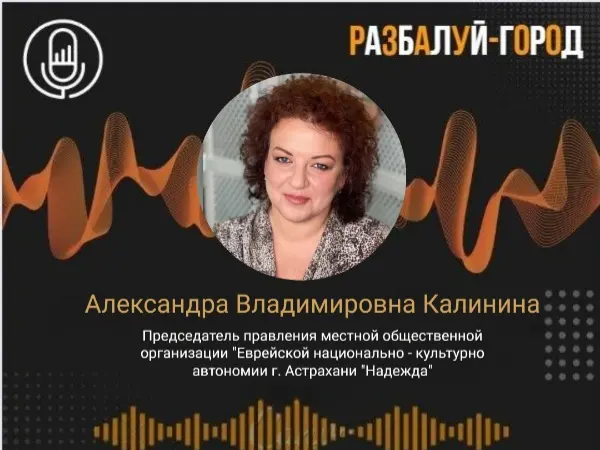 РАЗБАЛУЙ-ГОРОД
Александра Владимировна Калинина
Председатель правления местной общественной
организации "Еврейской национально - культурно
автономии г. Астрахани "Надежда"